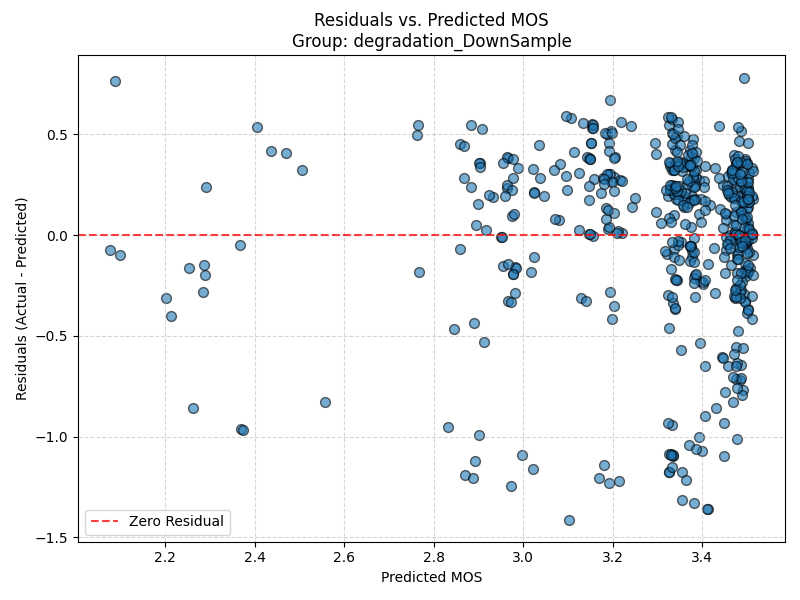 Residuals vs. Predicted MOS
Group: degradation_DownSample
Residuals (Actual - Predicted)
0.5
0.0
−0.5
−1.0
−1.5
Zero Residual
2.2 2.4 2.6 2.8 3.0 3.2 3.4
Predicted MOS